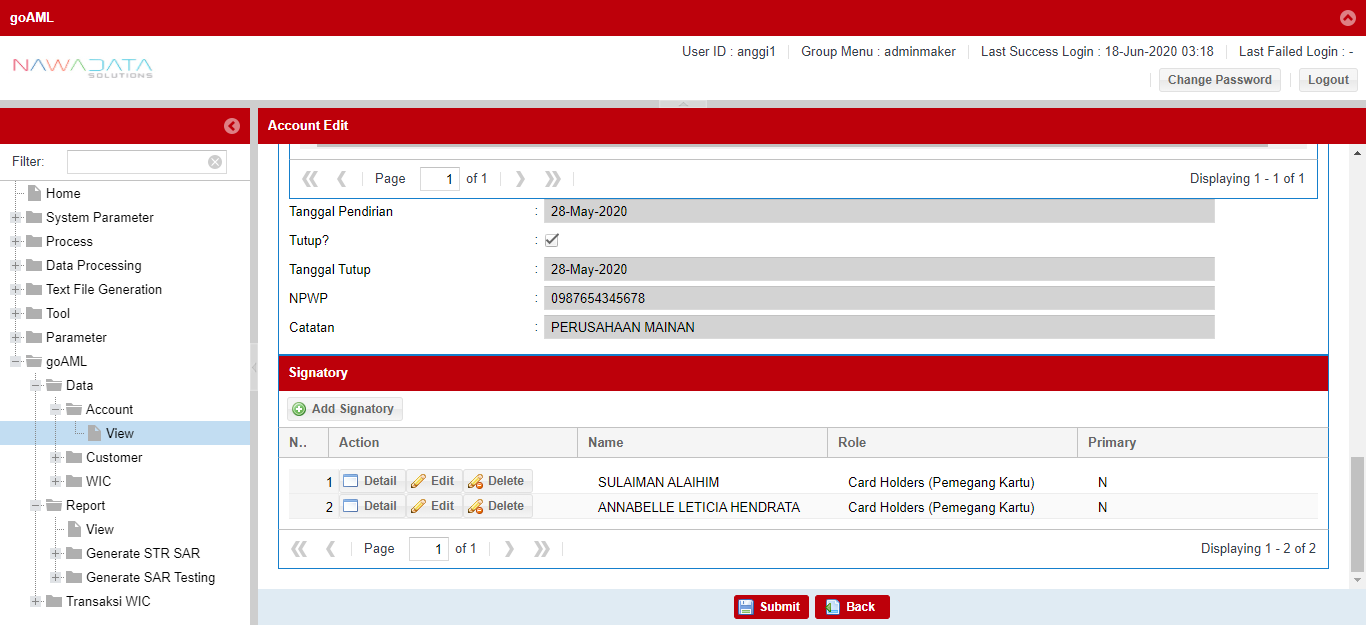 goAML
NAWADATA
SOLUTIONS
User ID : anggi1
Group Menu : adminmaker
Last Success Login : 18-Jun-2020 03:18
Last Failed Login : -
Change Password
Logout
Account Edit
Filter:
Home
System Parameter
Process
Data Processing
Text File Generation
Tool
Parameter
goAML
Data
Account
View
Customer
WIC
Report
View
Generate STR SAR
Generate SAR Testing
Transaksi WIC
Page 1 of 1
Displaying 1 - 1 of 1
Tanggal Pendirian : 28-May-2020
Tutup? :
Tanggal Tutup : 28-May-2020
NPWP : 0987654345678
Catatan : PERUSAHAAN MAINAN
Signatory
Add Signatory
N.. Action Name Role Primary
1 Detail Edit Delete SULAIMAN ALAIHIM Card Holders (Pemegang Kartu) N
2 Detail Edit Delete ANNABELLE LETICIA HENDRATA Card Holders (Pemegang Kartu) N
Page 1 of 1
Displaying 1 - 2 of 2
Submit
Back